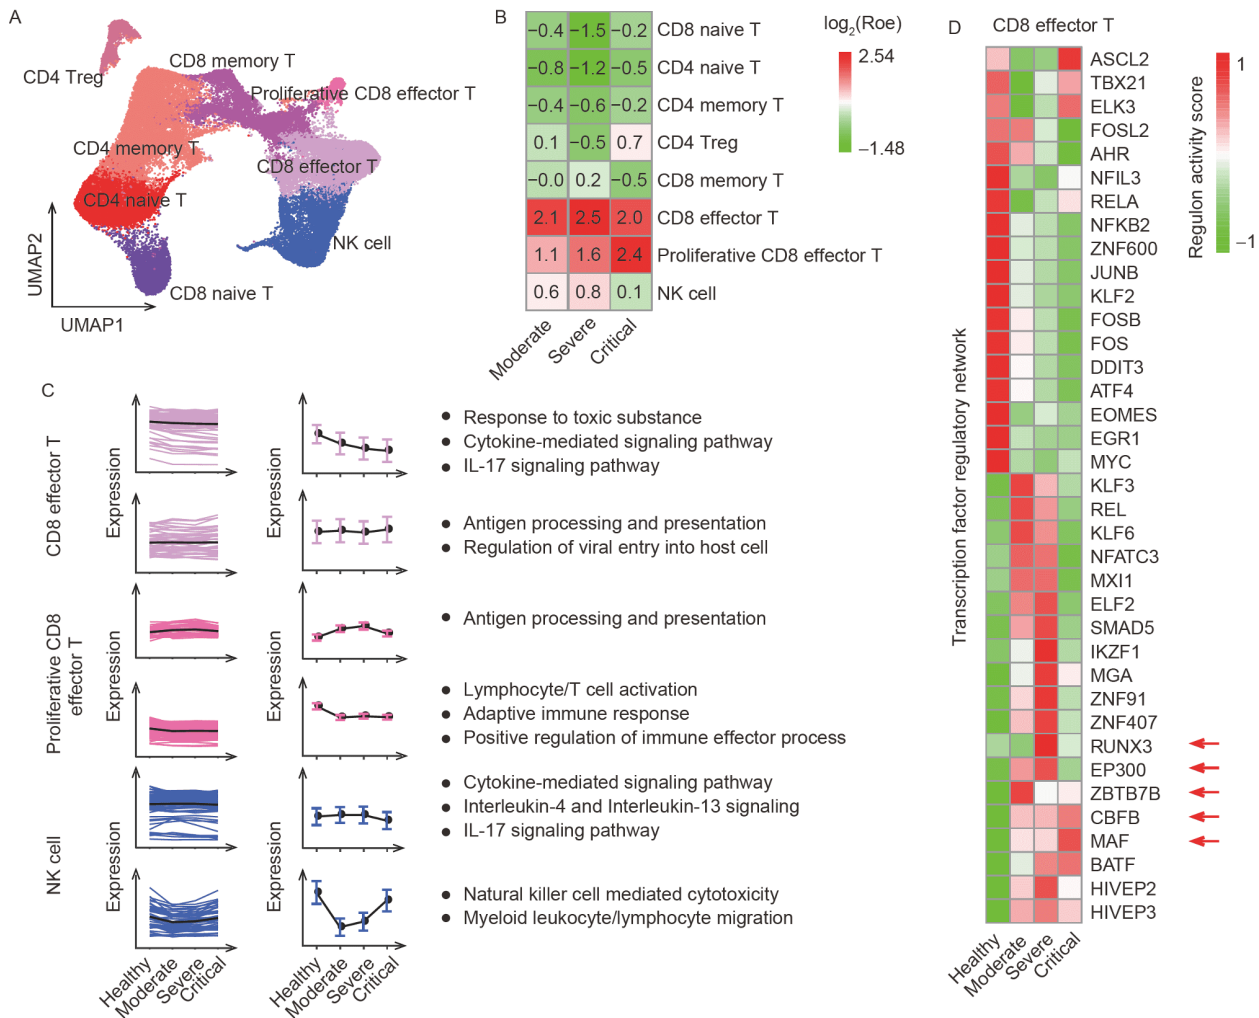 A
CD8 memory T
CD4 Treg
Proliferative CD8 effector T
CD4 memory T
CD8 effector T
CD4 naive T
NK cell
CD8 naive T
UMAP2
UMAP1
B
−0.4 −1.5 −0.2 CD8 naive T
−0.8 −1.2 −0.5 CD4 naive T
−0.4 −0.6 −0.2 CD4 memory T
0.1 −0.5 0.7 CD4 Treg
−0.0 0.2 −0.5 CD8 memory T
2.1 2.5 2.0 CD8 effector T
1.1 1.6 2.4 Proliferative CD8 effector T
0.6 0.8 0.1 NK cell
Moderate
Severe
Critical
log2(Roe)
2.54
−1.48
C
CD8 effector T
Expression
Expression
• Response to toxic substance
• Cytokine-mediated signaling pathway
• IL-17 signaling pathway
Expression
Expression
• Antigen processing and presentation
• Regulation of viral entry into host cell
Proliferative CD8
effector T
Expression
Expression
• Antigen processing and presentation
Expression
Expression
• Lymphocyte/T cell activation
• Adaptive immune response
• Positive regulation of immune effector process
NK cell
Expression
Expression
• Cytokine-mediated signaling pathway
• Interleukin-4 and Interleukin-13 signaling
• IL-17 signaling pathway
Expression
Expression
• Natural killer cell mediated cytotoxicity
• Myeloid leukocyte/lymphocyte migration
Healthy
Moderate
Severe
Critical
Healthy
Moderate
Severe
Critical
D
CD8 effector T
Transcription factor regulatory network
ASCL2
TBX21
ELK3
FOSL2
AHR
NFIL3
RELA
NFKB2
ZNF600
JUNB
KLF2
FOSB
FOS
DDIT3
ATF4
EOMES
EGR1
MYC
KLF3
REL
KLF6
NFATC3
MXI1
ELF2
SMAD5
IKZF1
MGA
ZNF91
ZNF407
RUNX3
EP300
ZBTB7B
CBFB
MAF
BATF
HIVEP2
HIVEP3
Healthy
Moderate
Severe
Critical
Regulon activity score
1
−1